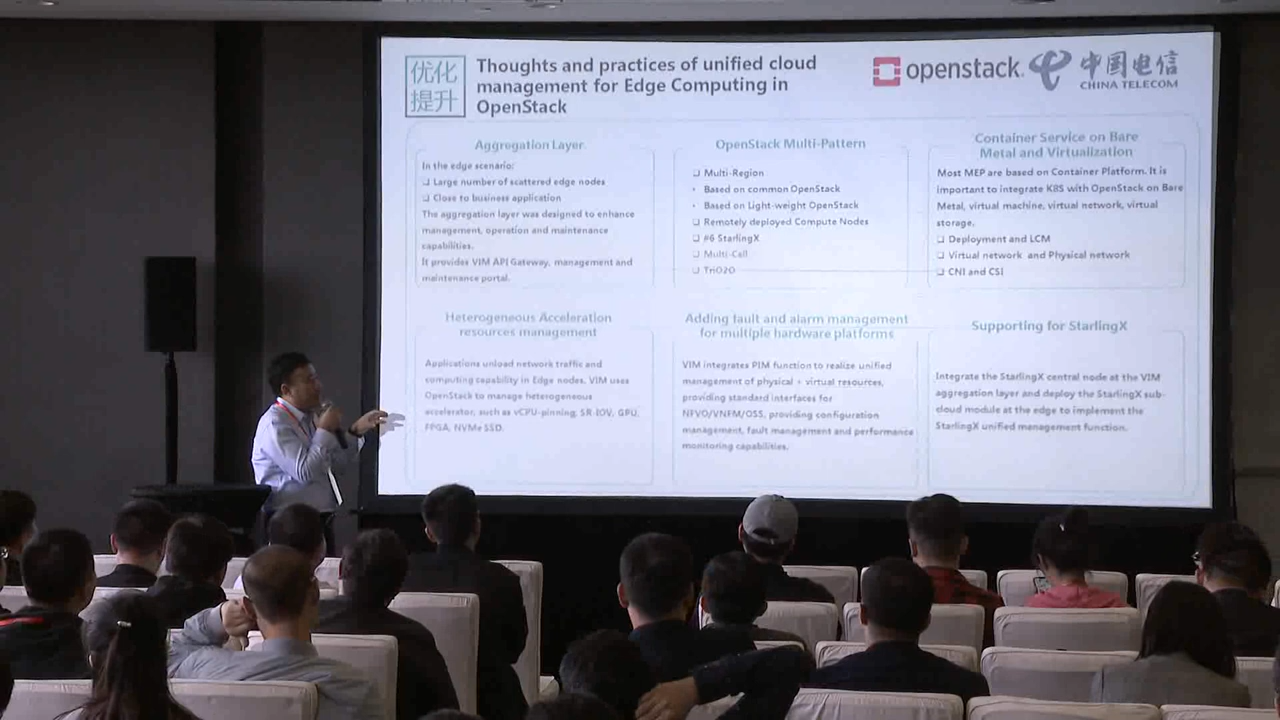 优化
提升
Thoughts and practices of unified cloud
management for Edge Computing in
OpenStack
openstack.
中国电信
CHINA TELECOM
Aggregation Layer
In the edge scenario:
❑ Large number of scattered edge nodes
❑ Close to business application
The aggregation layer was designed to enhance
management, operation and maintenance
capabilities.
It provides VIM API Gateway, management and
maintenance portal.
OpenStack Multi-Pattern
❑ Multi-Region
• Based on common OpenStack
• Based on Light-weight OpenStack
❑ Remotely deployed Compute Nodes
❑ #6 StarlingX
❑ Multi-Cell
❑ TriO2O
Container Service on Bare
Metal and Virtualization
Most MEP are based on Container Platform. It is
important to integrate K8S with OpenStack on Bare
Metal, virtual machine, virtual network, virtual
storage.
❑ Deployment and LCM
❑ Virtual network and Physical network
❑ CNI and CSI
Heterogeneous Acceleration
resources management
Applications unload network traffic and
computing capability in Edge nodes. VIM uses
OpenStack to manage heterogeneous
accelerator, such as vCPU-pinning, SR-IOV, GPU,
FPGA, NVMe SSD.
Adding fault and alarm management
for multiple hardware platforms
VIM integrates PIM function to realize unified
management of physical + virtual resources,
providing standard interfaces for
NFVO/VNFM/OSS, providing configuration
management, fault management and performance
monitoring capabilities.
Supporting for StarlingX
Integrate the StarlingX central node at the VIM
aggregation layer and deploy the StarlingX sub-
cloud module at the edge to implement the
StarlingX unified management function.